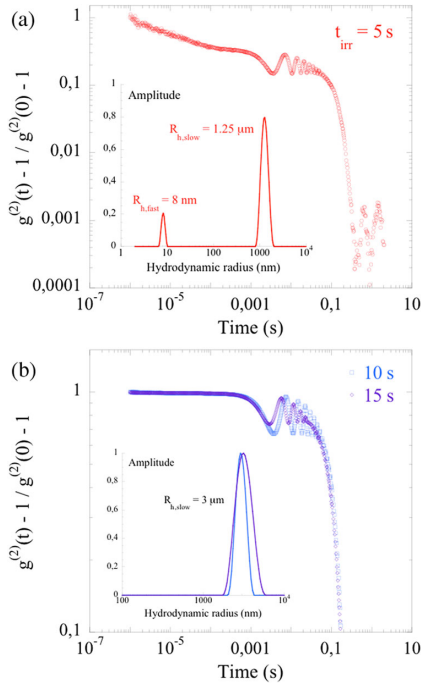 (a)
t_irr = 5 s
1
0,1
0,01
0,001
0,0001
g^(2)(t) - 1 / g^(2)(0) - 1
10^-7
10^-5
0,001
0,1
10
Time (s)
Amplitude
1
0,8
0,6
0,4
0,2
0
R_h,slow = 1.25 µm
R_h,fast = 8 nm
1
10
100
1000
10^4
Hydrodynamic radius (nm)
(b)
10 s
15 s
1
0,1
g^(2)(t) - 1 / g^(2)(0) - 1
10^-7
10^-5
0,001
0,1
10
Time (s)
Amplitude
1
0,8
0,6
0,4
0,2
0
R_h,slow = 3 µm
100
1000
10^4
Hydrodynamic radius (nm)